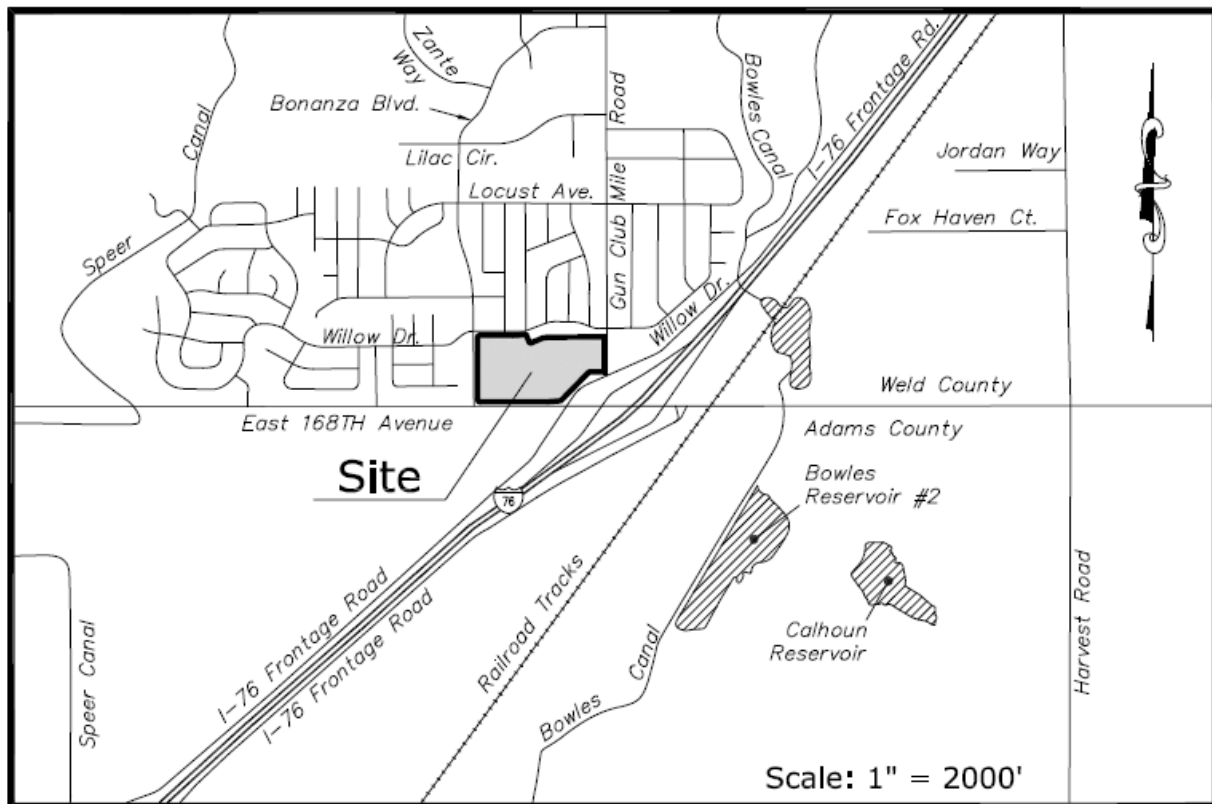 Zante
Way
Bonanza Blvd.
Canal
Lilac Cir.
Locust Ave.
Speer
Willow Dr.
Road
Mile
Gun Club
Bowles Canal
I-76 Frontage Rd.
Willow Dr.
Jordan Way
Fox Haven Ct.
Weld County
East 168TH Avenue
Adams County
Site
76
Bowles
Reservoir #2
Calhoun
Reservoir
I-76 Frontage Road
I-76 Frontage Road
Railroad Tracks
Canal
Bowles
Speer Canal
Harvest Road
Scale: 1" = 2000'